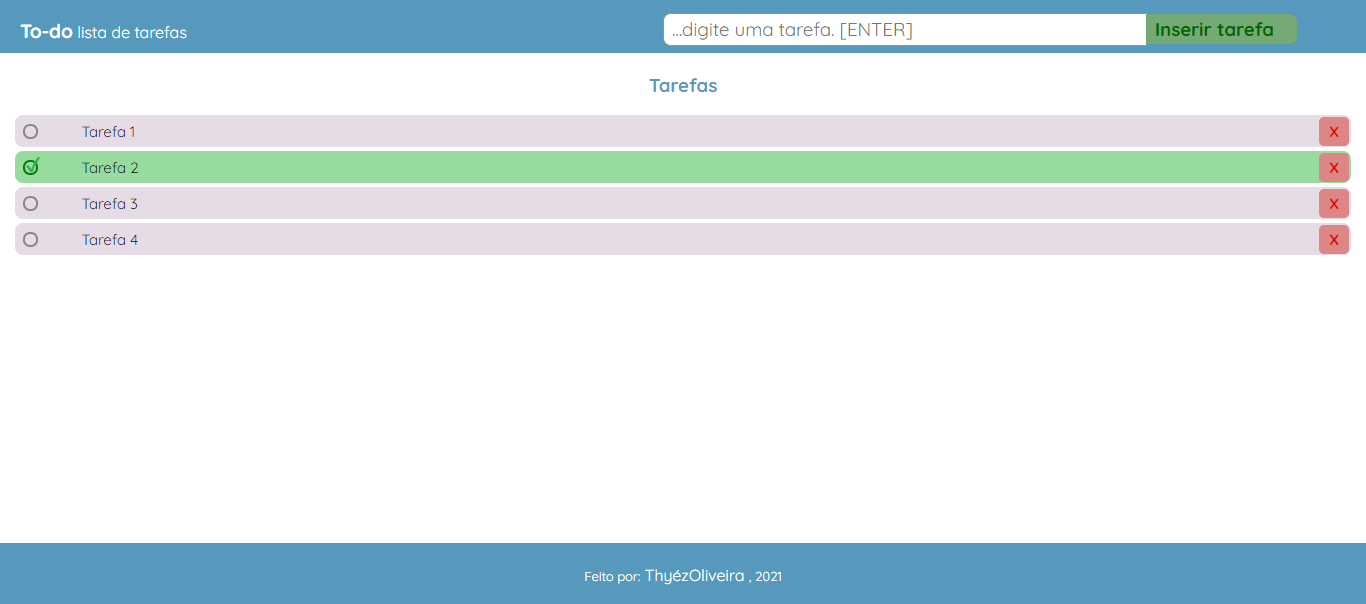 To-do lista de tarefas
...digite uma tarefa. [ENTER] Inserir tarefa
Tarefas
Tarefa 1 X
Tarefa 2 X
Tarefa 3 X
Tarefa 4 X
Feito por: ThyézOliveira , 2021